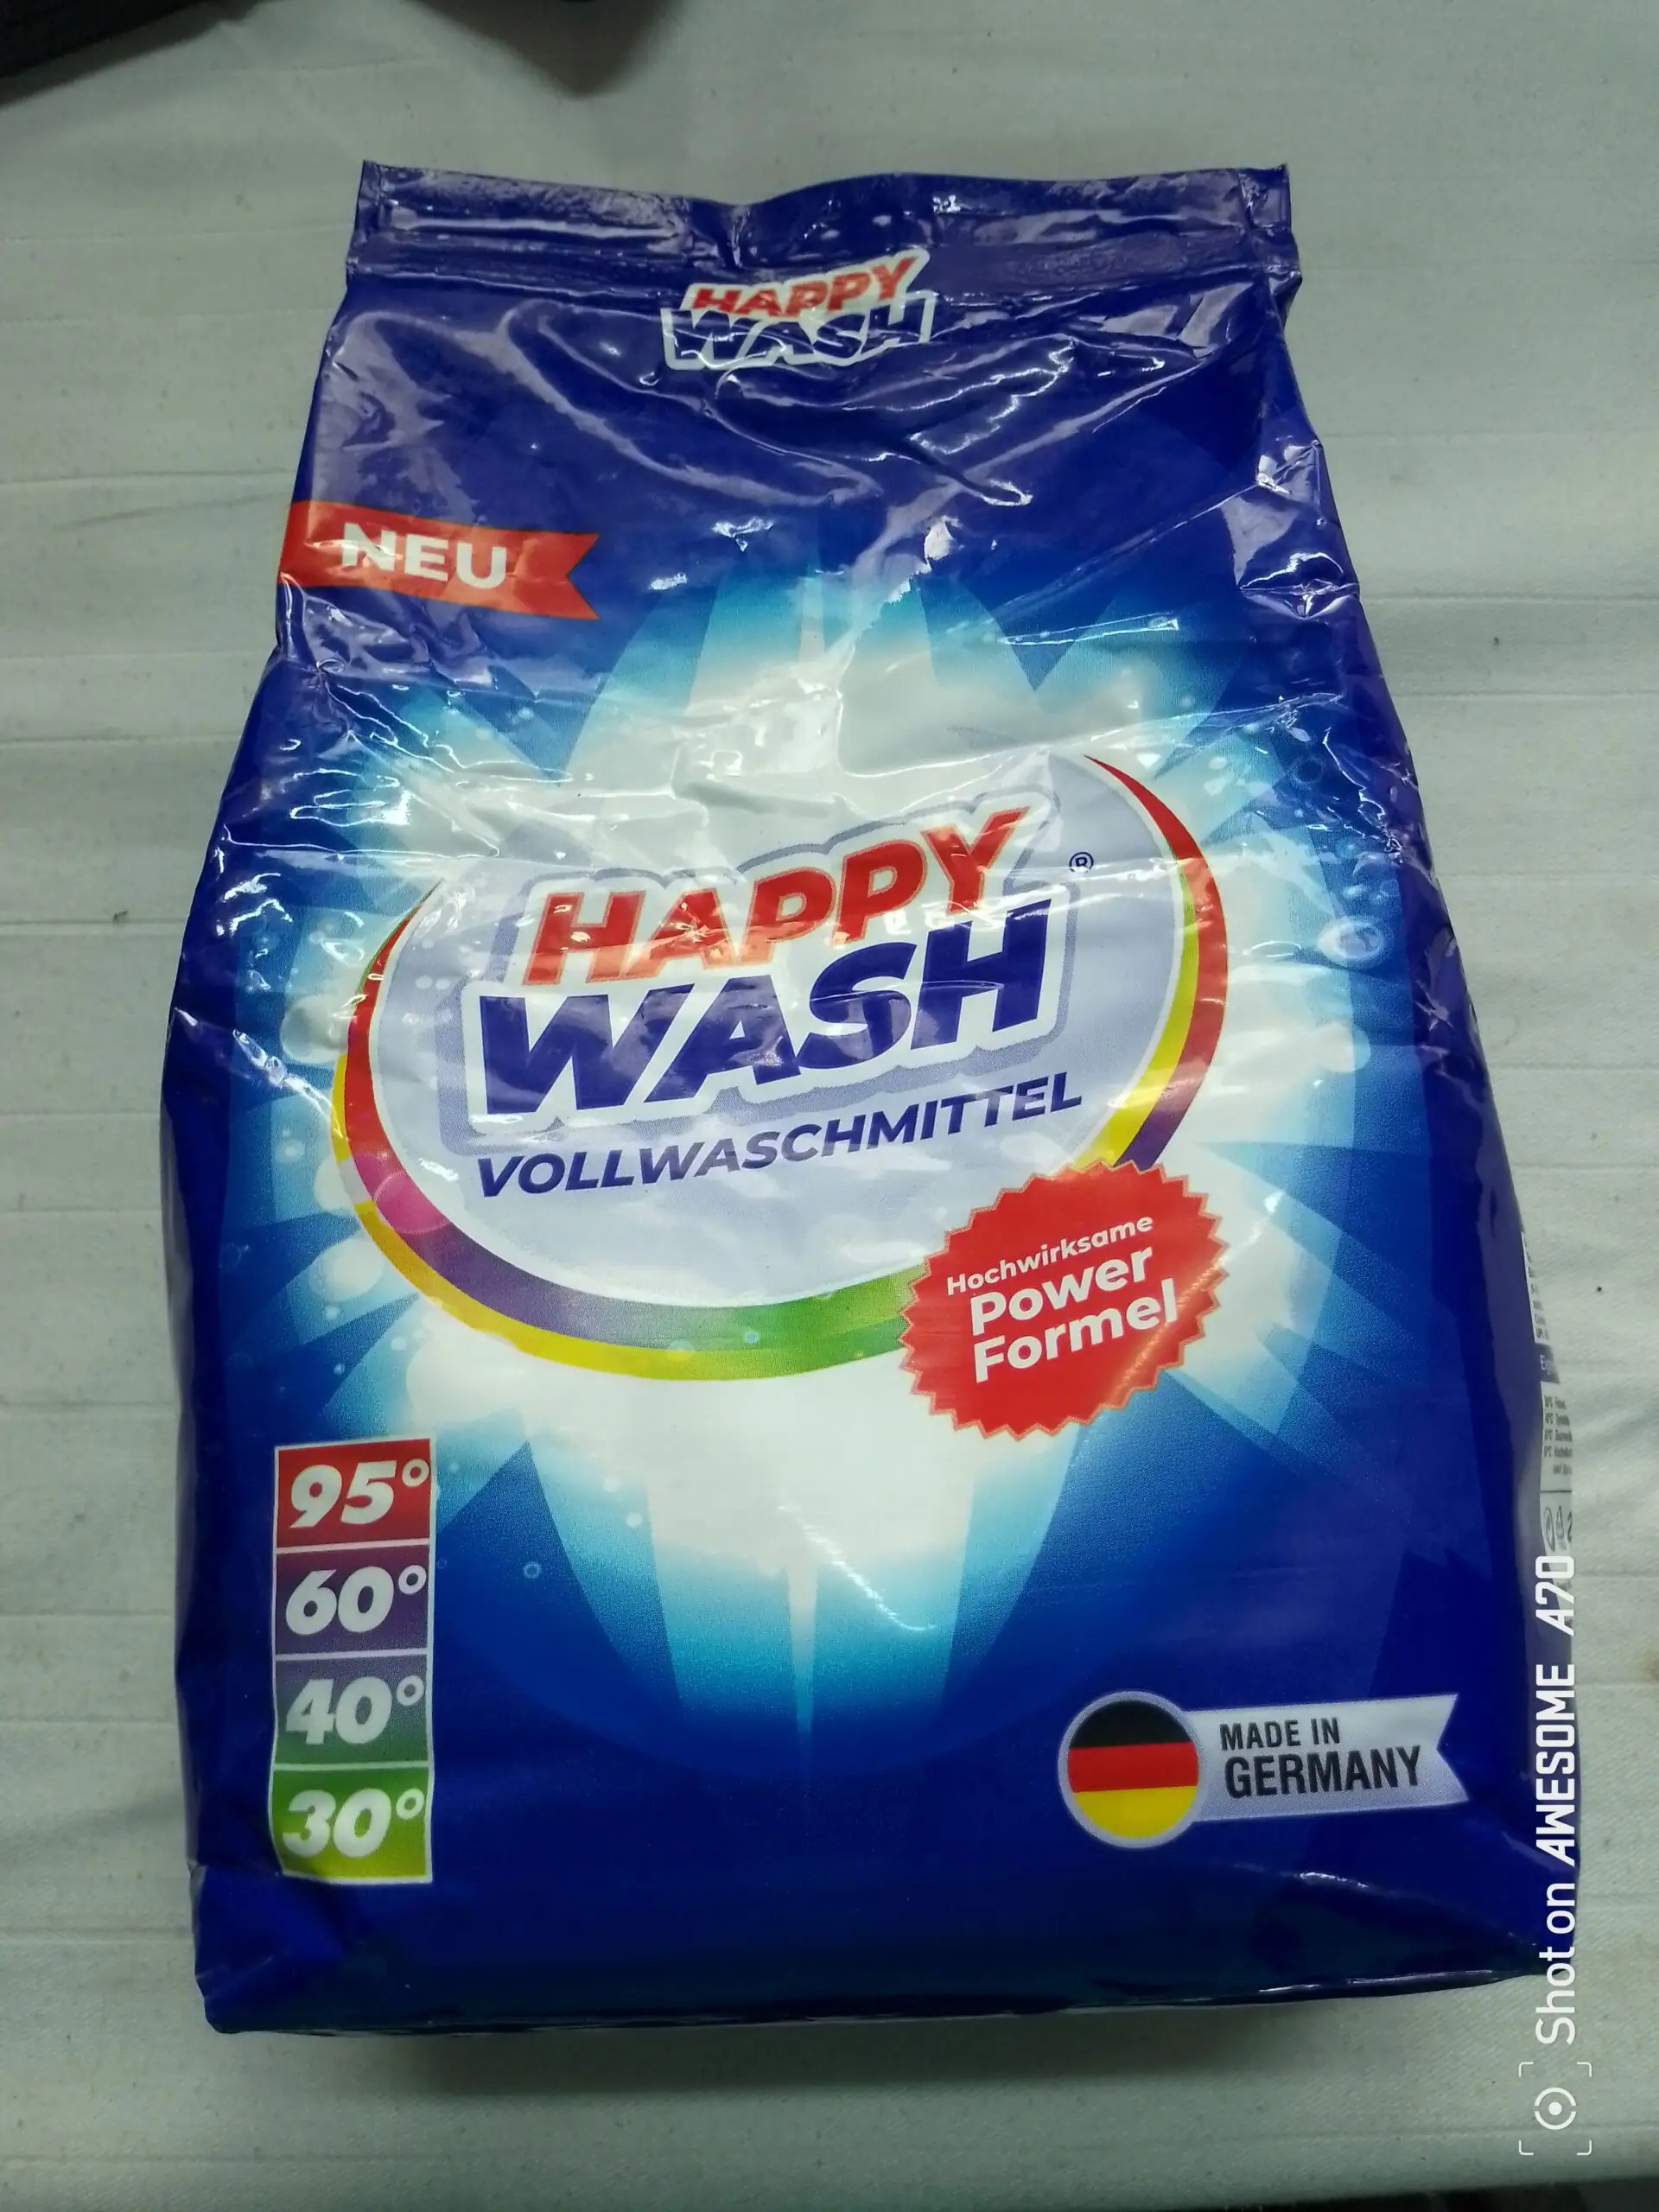 HAPPY
WASH
NEU
HAPPY
WASH
®
VOLLWASCHMITTEL
Hochwirksame
Power
Formel
95°
60°
40°
30°
MADE IN
GERMANY
Shot on AWESOME A70